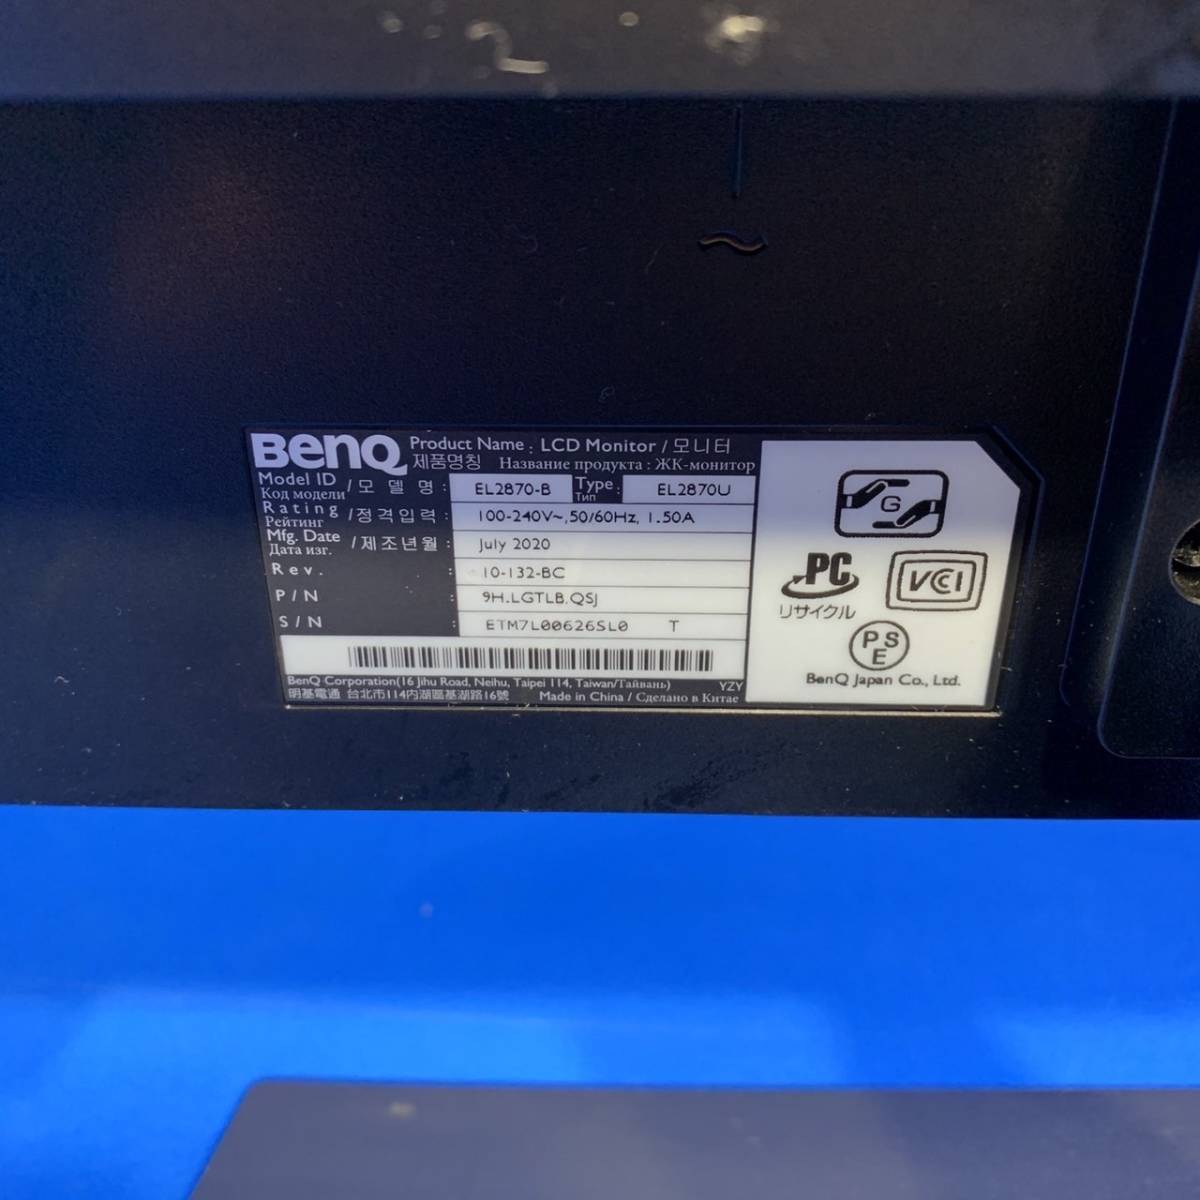 BenQ Product Name : LCD Monitor / 모니터
제품명칭 Название продукта : ЖК-монитор
Model ID / 모 델 명 : EL2870-B Type : EL2870U
Код модели Тип
Rating / 정격입력 : 100-240V~,50/60Hz, 1.50A
Рейтинг
Mfg. Date / 제조년월 : July 2020
Дата изг.
Rev. : 10-132-BC
P/N : 9H.LGTLB.QSJ
S/N : ETM7L00626SL0 T
BenQ Corporation(16 Jihu Road, Neihu, Taipei 114, Taiwan/Тайвань) YZY
明基電通 台北市114內湖區基湖路16號 Made in China / Сделано в Китае
G
PC
リサイクル
VCCI
PSE
BenQ Japan Co., Ltd.